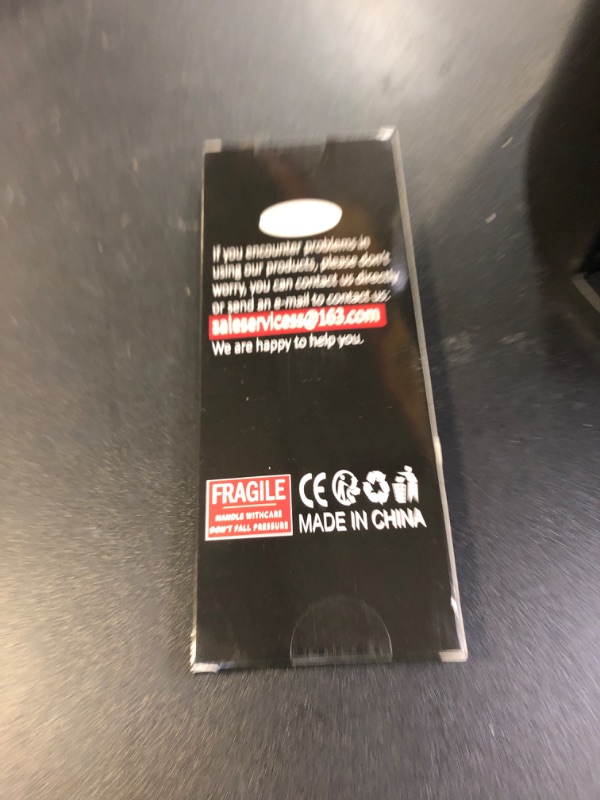 If you encounter problems in
using our products, please don's
worry, you can contact us directly
or send an e-mail to contact us:
saleservicess@163.com
We are happy to help you.
FRAGILE
HANDLE WITHCARE
DON'T FALL PRESSURE
CE
MADE IN CHINA